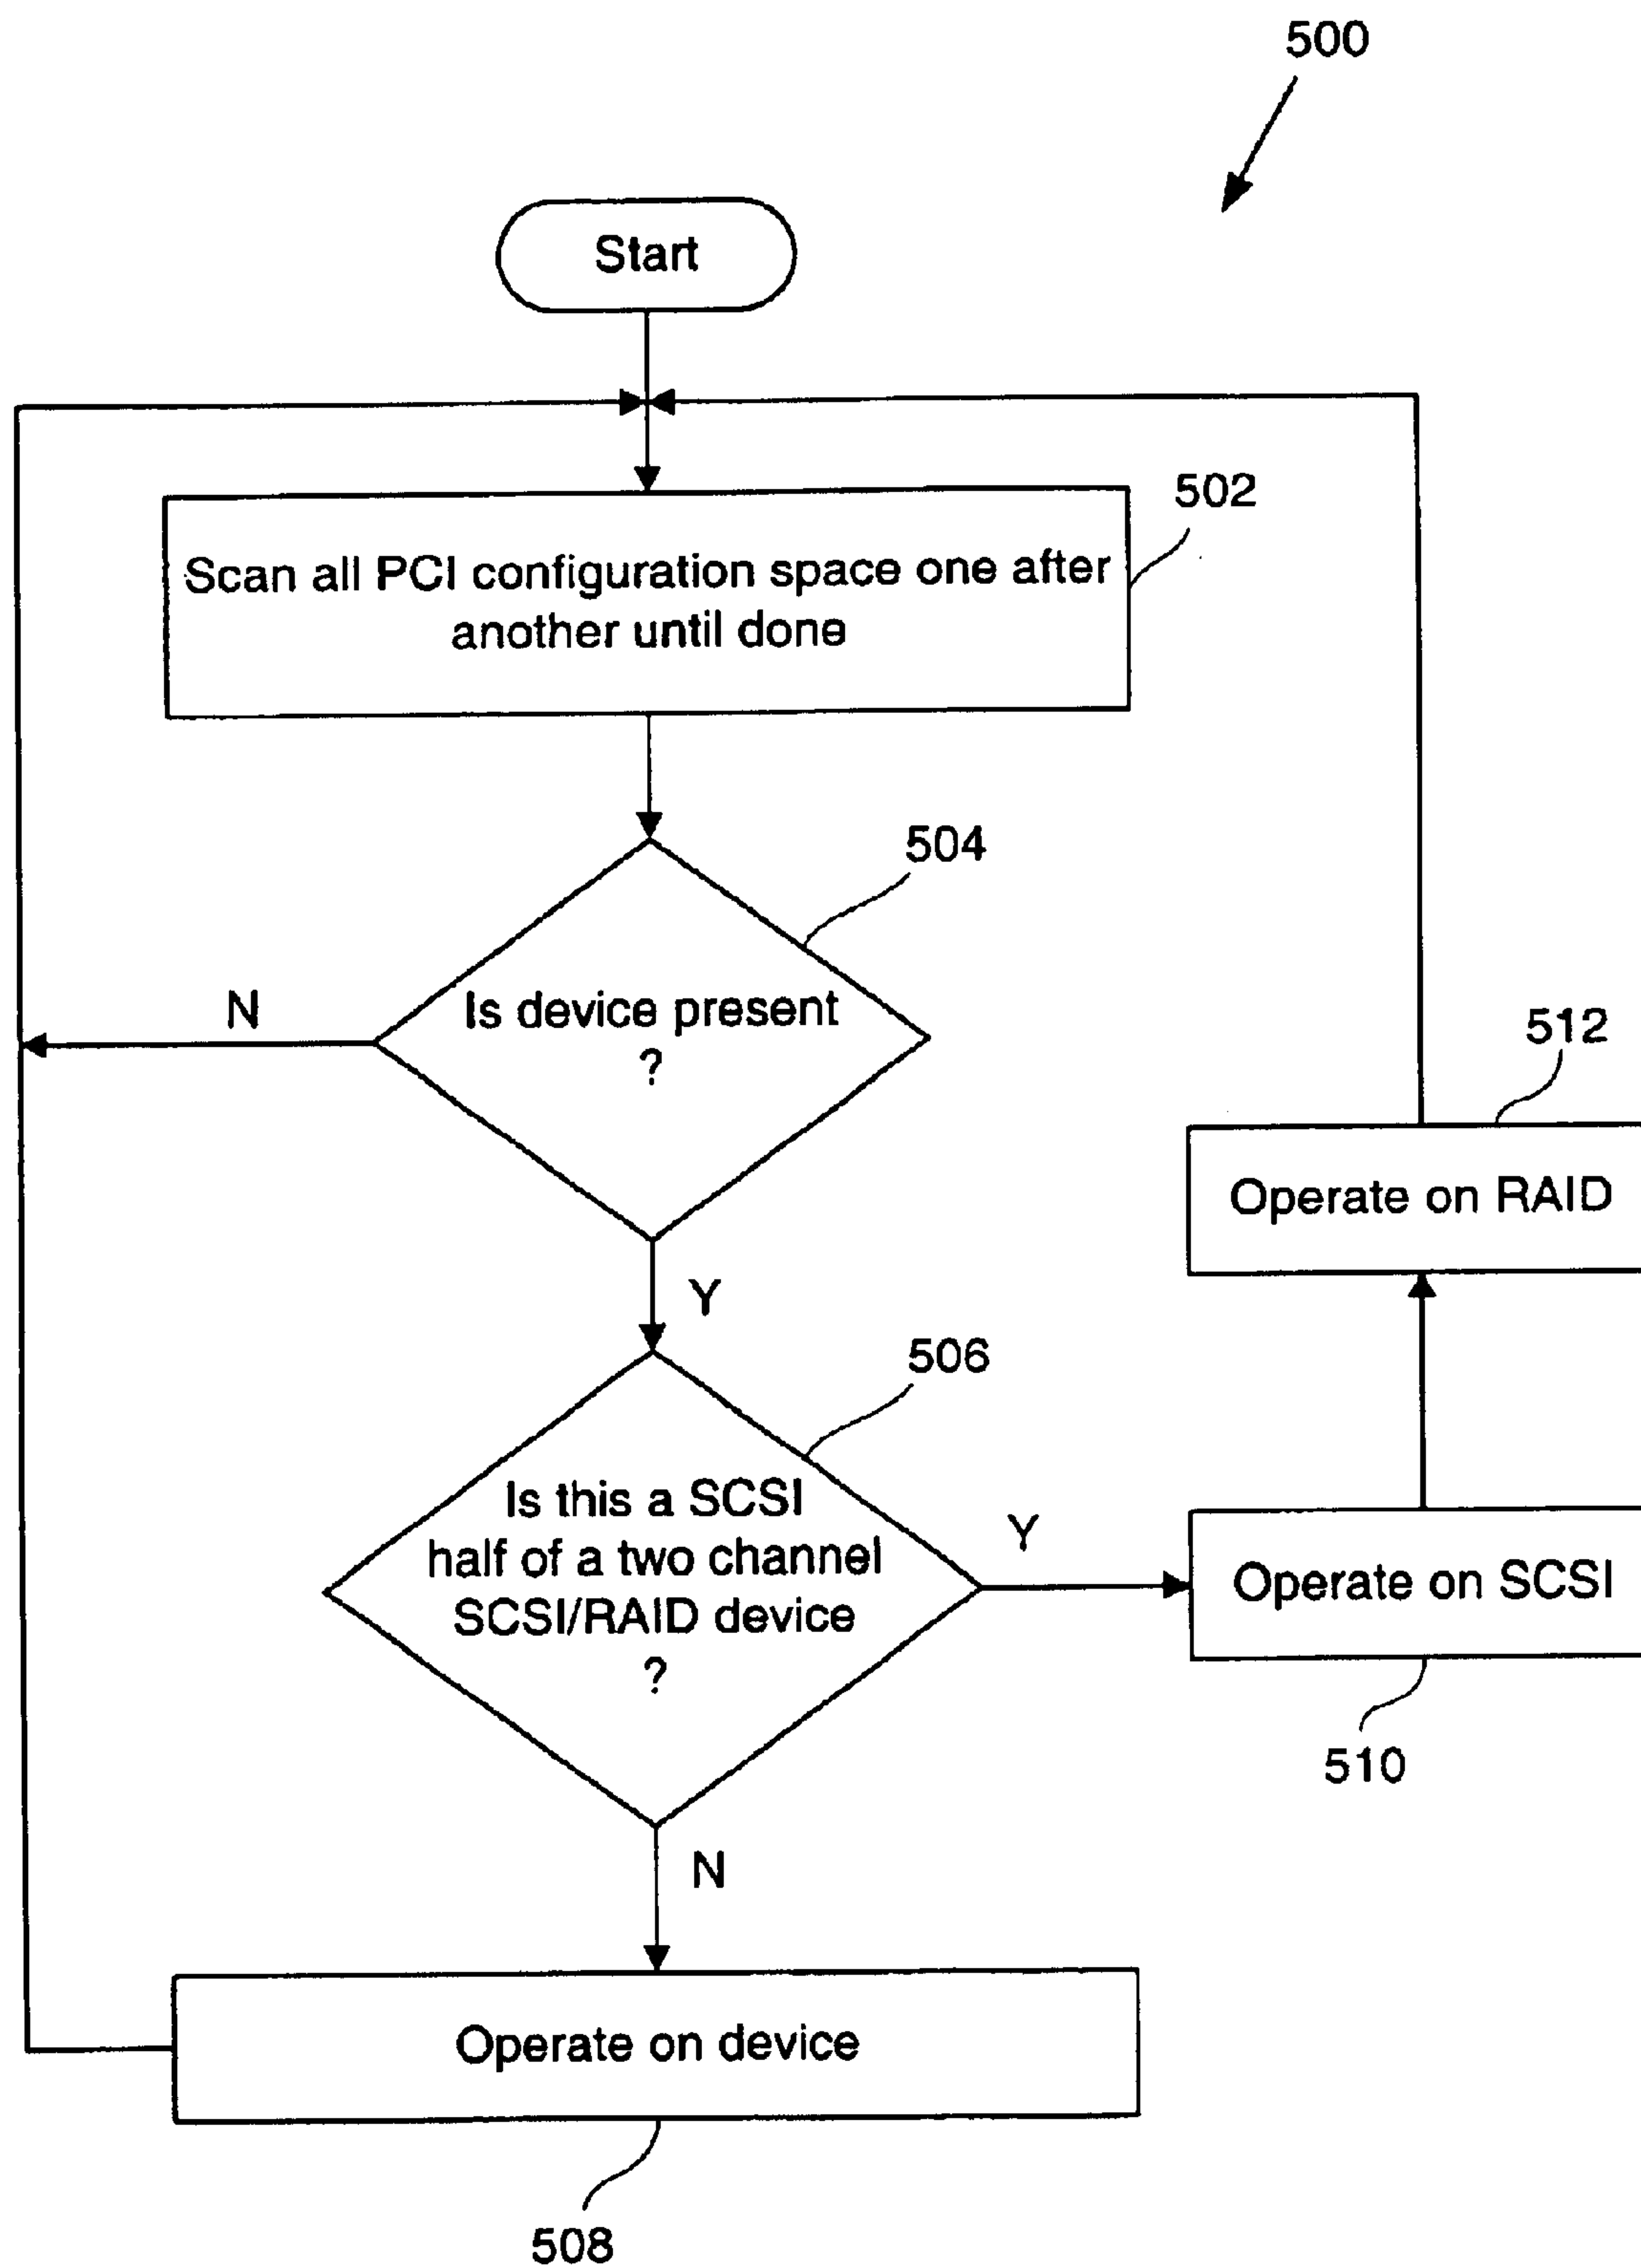 500
Start
502
Scan all PCI configuration space one after
another until done
504
Is device present
?
N
Y
512
Operate on RAID
506
Is this a SCSI
half of a two channel
SCSI/RAID device
?
Y
Operate on SCSI
510
N
Operate on device
508